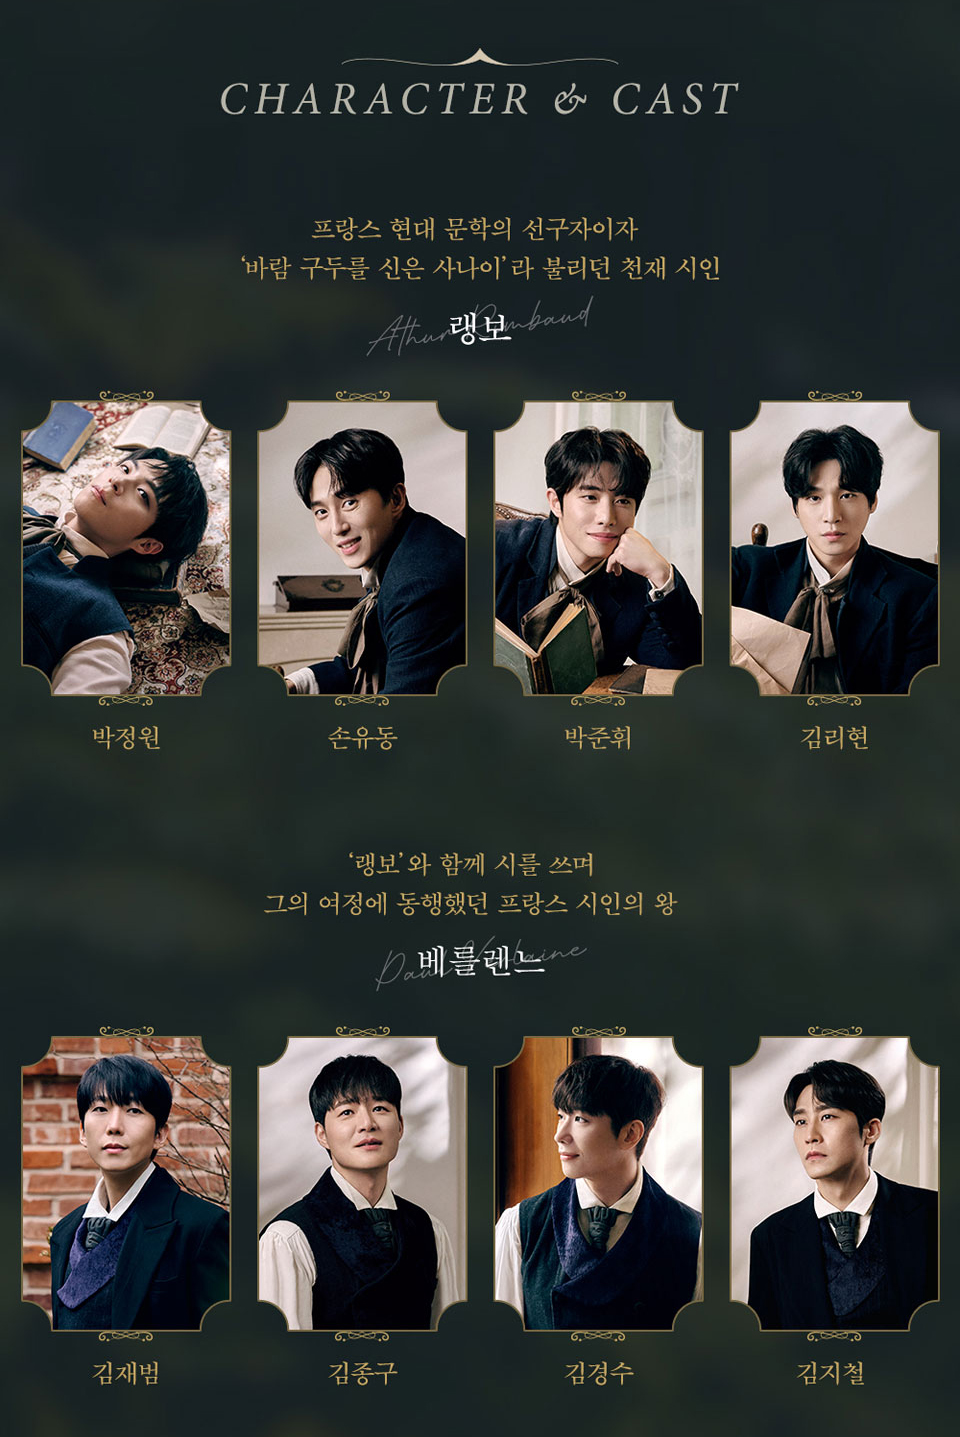 CHARACTER & CAST
프랑스 현대 문학의 선구자이자
‘바람 구두를 신은 사나이’라 불리던 천재 시인
Athur Rimbaud
랭보
박정원 손유동 박준휘 김리현
‘랭보’와 함께 시를 쓰며
그의 여정에 동행했던 프랑스 시인의 왕
Paul Verlaine
베를렌느
김재범 김종구 김경수 김지철